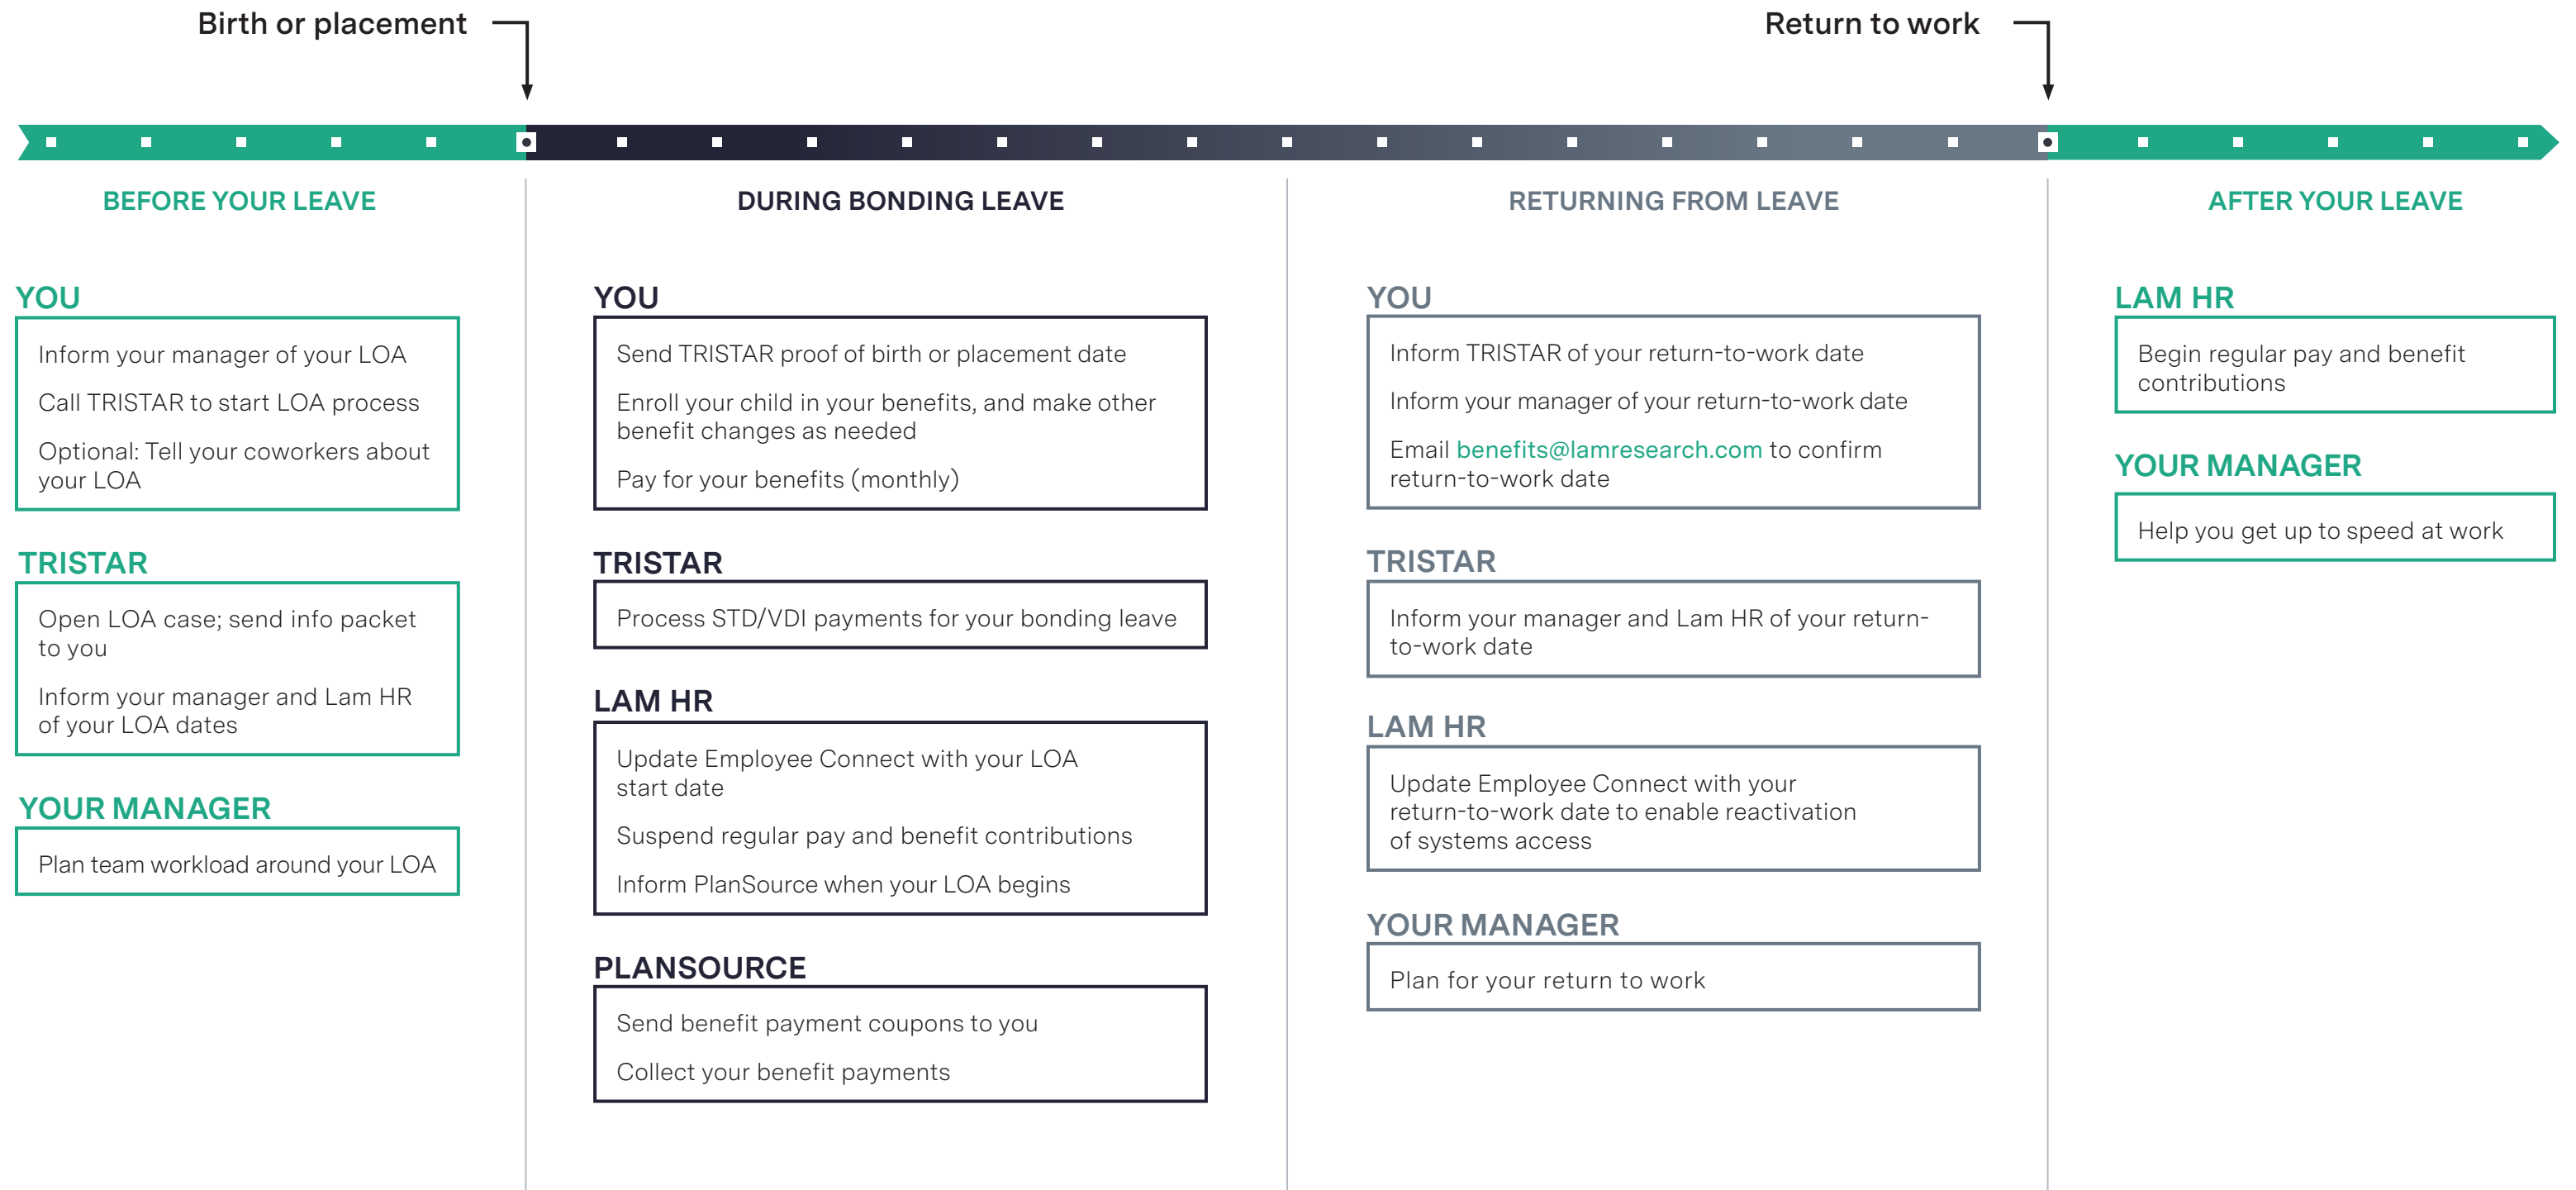 Birth or placement
Return to work
BEFORE YOUR LEAVE
YOU
Inform your manager of your LOA
Call TRISTAR to start LOA process
Optional: Tell your coworkers about
your LOA
TRISTAR
Open LOA case; send info packet
to you
Inform your manager and Lam HR
of your LOA dates
YOUR MANAGER
Plan team workload around your LOA
DURING BONDING LEAVE
YOU
Send TRISTAR proof of birth or placement date
Enroll your child in your benefits, and make other
benefit changes as needed
Pay for your benefits (monthly)
TRISTAR
Process STD/VDI payments for your bonding leave
LAM HR
Update Employee Connect with your LOA
start date
Suspend regular pay and benefit contributions
Inform PlanSource when your LOA begins
PLANSOURCE
Send benefit payment coupons to you
Collect your benefit payments
RETURNING FROM LEAVE
YOU
Inform TRISTAR of your return-to-work date
Inform your manager of your return-to-work date
Email benefits@lamresearch.com to confirm
return-to-work date
TRISTAR
Inform your manager and Lam HR of your return-
to-work date
LAM HR
Update Employee Connect with your
return-to-work date to enable reactivation
of systems access
YOUR MANAGER
Plan for your return to work
AFTER YOUR LEAVE
LAM HR
Begin regular pay and benefit
contributions
YOUR MANAGER
Help you get up to speed at work